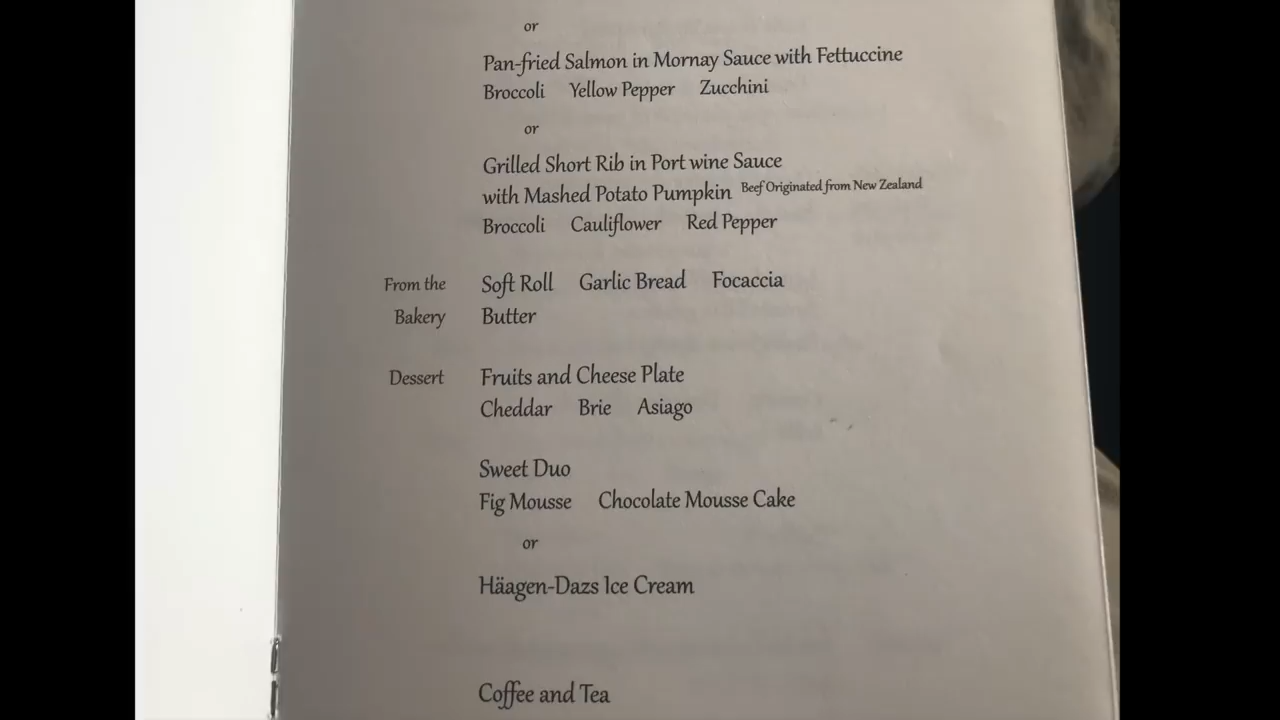 or
Pan-fried Salmon in Mornay Sauce with Fettuccine
Broccoli Yellow Pepper Zucchini
or
Grilled Short Rib in Port wine Sauce
with Mashed Potato Pumpkin Beef Originated from New Zealand
Broccoli Cauliflower Red Pepper
From the Soft Roll Garlic Bread Focaccia
Bakery Butter
Dessert Fruits and Cheese Plate
Cheddar Brie Asiago
Sweet Duo
Fig Mousse Chocolate Mousse Cake
or
Häagen-Dazs Ice Cream
Coffee and Tea